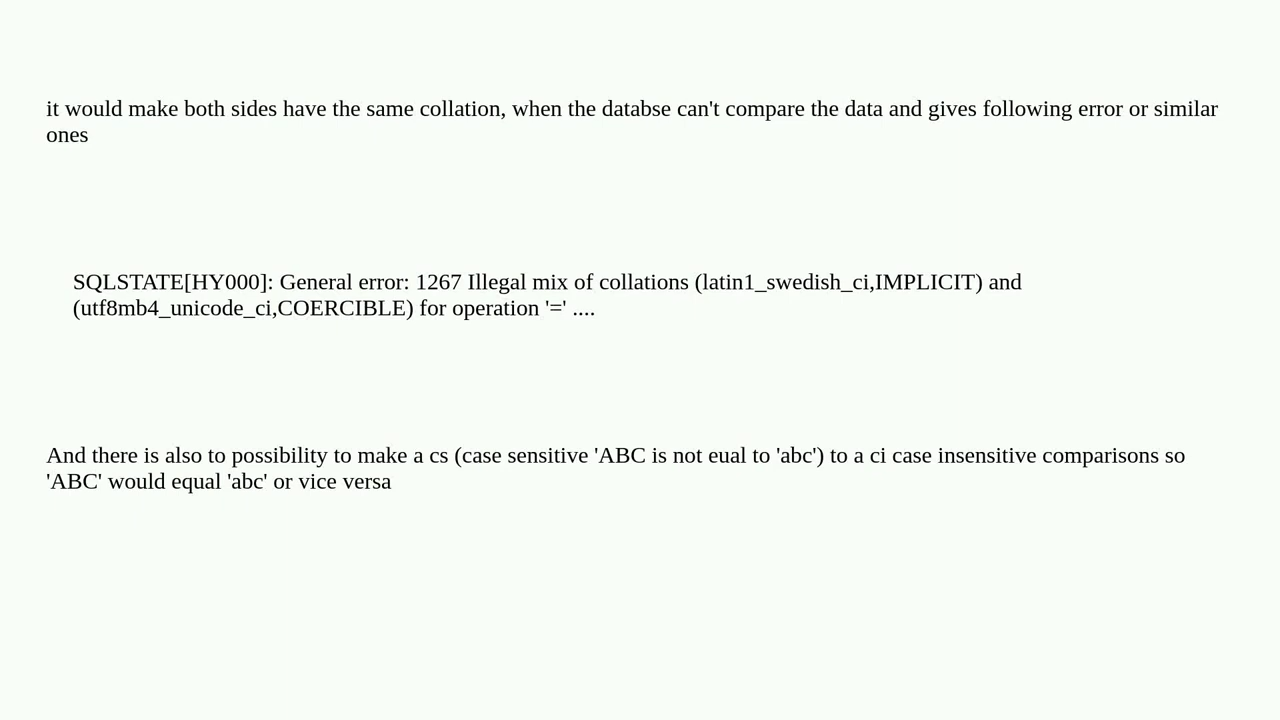 it would make both sides have the same collation, when the databse can't compare the data and gives following error or similar
ones
SQLSTATE[HY000]: General error: 1267 Illegal mix of collations (latin1_swedish_ci,IMPLICIT) and
(utf8mb4_unicode_ci,COERCIBLE) for operation '=' ....
And there is also to possibility to make a cs (case sensitive 'ABC is not eual to 'abc') to a ci case insensitive comparisons so
'ABC' would equal 'abc' or vice versa